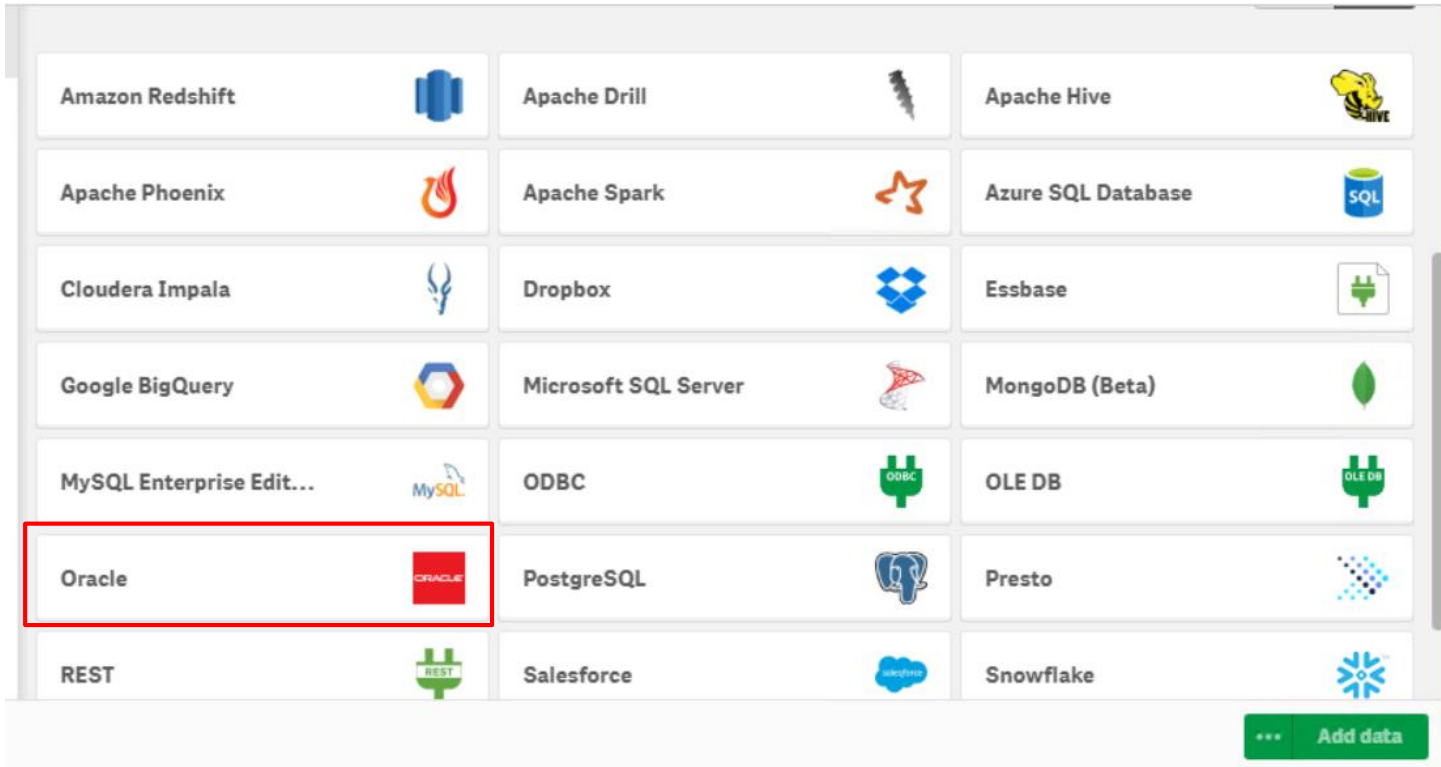 Amazon Redshift
Apache Drill
Apache Hive
HIVE
Apache Phoenix
Apache Spark
Azure SQL Database
SQL
Cloudera Impala
Dropbox
Essbase
Google BigQuery
Microsoft SQL Server
MongoDB (Beta)
MySQL Enterprise Edit...
MySQL
ODBC
ODBC
OLE DB
OLE DB
Oracle
ORACLE
PostgreSQL
Presto
REST
REST
Salesforce
salesforce
Snowflake
... Add data